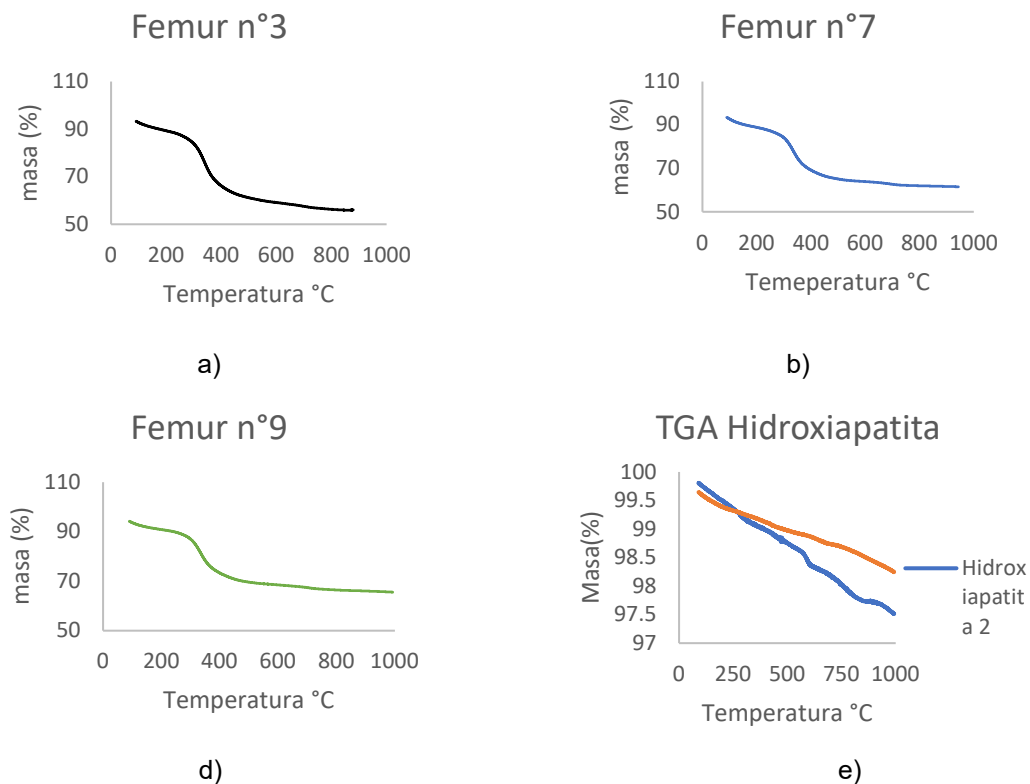 Femur n°3
110
90
70
50
masa (%)
0 200 400 600 800 1000
Temperatura °C
a)
Femur n°7
110
90
70
50
masa (%)
0 200 400 600 800 1000
Temeperatura °C
b)
Femur n°9
110
90
70
50
masa (%)
0 200 400 600 800 1000
Temperatura °C
d)
TGA Hidroxiapatita
100
99.5
99
98.5
98
97.5
97
Masa(%)
0 250 500 750 1000
Temperatura °C
Hidrox
iapatit
a 2
e)